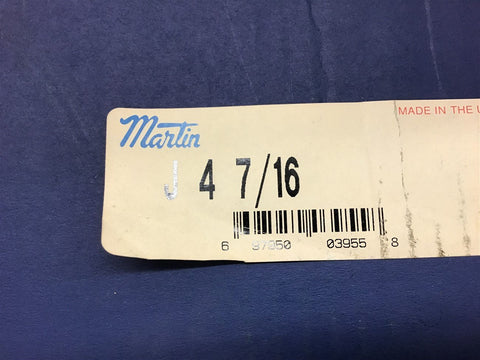 Martin
MADE IN THE U
J 4 7/16
6 97050 03955 8